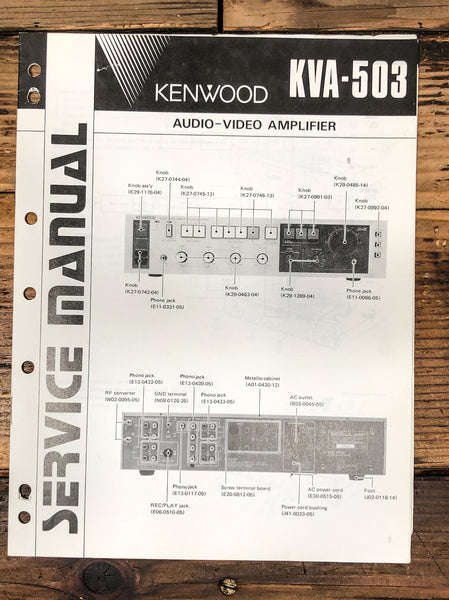 KENWOOD
KVA-503
AUDIO-VIDEO AMPLIFIER
SERVICE MANUAL
Knob
(K27-0744-04)
Knob ass'y
(K29-1176-04)
Knob
(K27-0745-13)
Knob
(K27-0746-13)
Knob
(K27-0991-03)
Knob
(K29-0485-14)
Knob
(K27-0992-04)
KENWOOD
Knob
(K27-0742-04)
Phone jack
(E11-0331-05)
Knob
(K29-0463-04)
Knob
(K29-1289-04)
Phone jack
(E11-0086-05)
Phono jack
(E13-0432-05)
Phono jack
(E13-0439-05)
Metallic cabinet
(A01-0430-12)
RF converter
(W02-0095-05)
GND terminal
(N08-0128-35)
Phono jack
(E13-0433-05)
AC outlet
(E03-0045-05)
Phono jack
(E13-0117-05)
Screw terminal board
(E20-0812-05)
AC power cord
(E30-0515-05)
Foot
(J02-0118-14)
REC/PLAY jack
(E06-0510-05)
Power cord bushing
(J41-0033-05)